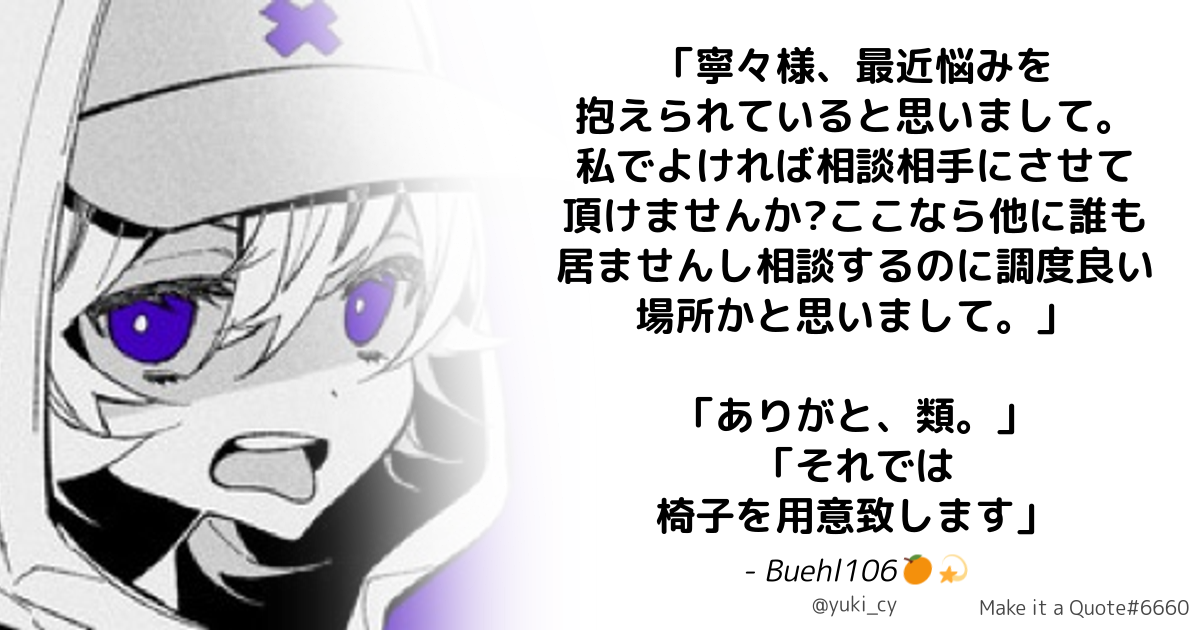 「寧々様、最近悩みを
抱えられていると思いまして。
私でよければ相談相手にさせて
頂けませんか?ここなら他に誰も
居ませんし相談するのに調度良い
場所かと思いまして。」
「ありがと、類。」
「それでは
椅子を用意致します」
- Buehl106🍊💫
@yuki_cy
Make it a Quote#6660